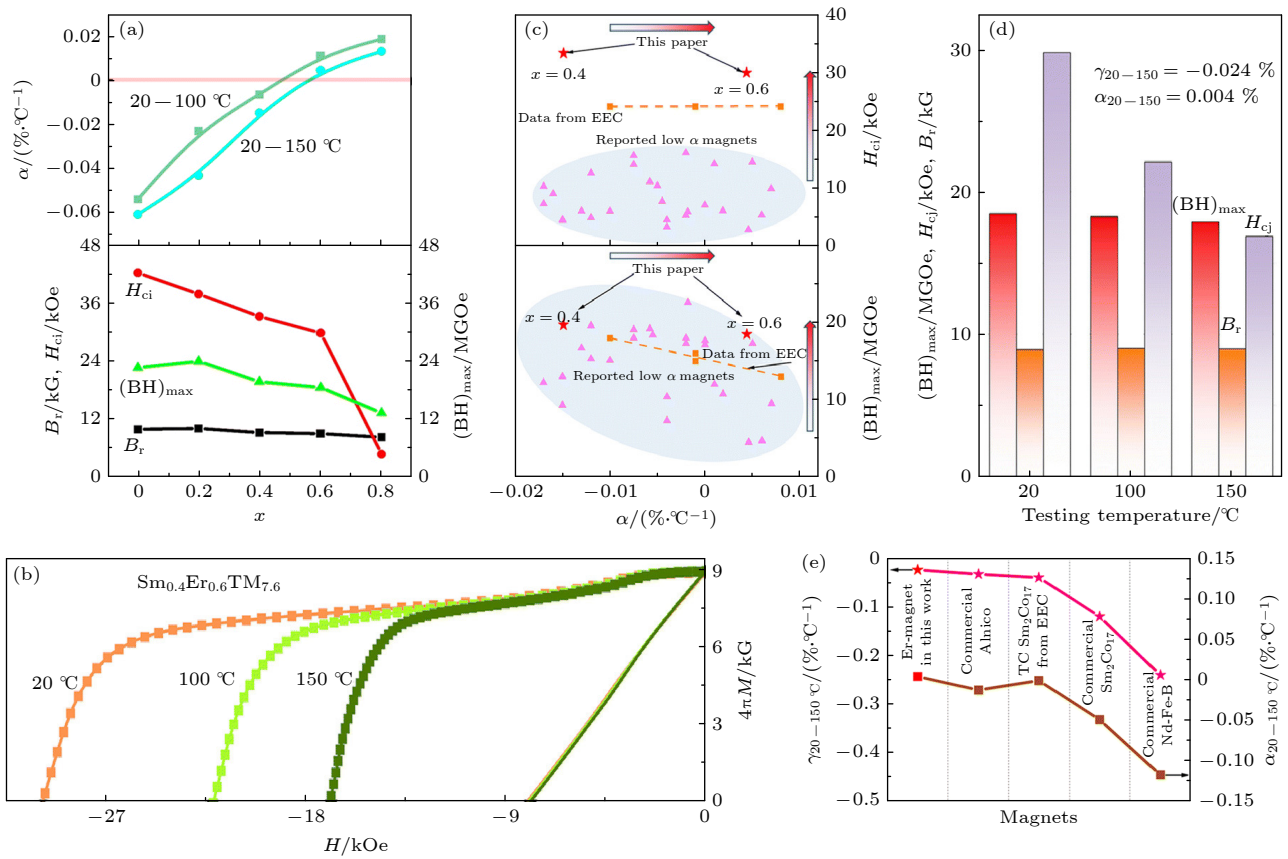 (a)
0.02
0
−0.02
−0.04
−0.06
α/(%·℃⁻¹)
20−100 ℃
20−150 ℃
48
36
24
12
0
B_r/kG, H_ci/kOe
H_ci
(BH)_max
B_r
48
36
24
12
0
(BH)_max/MGOe
0
0.2
0.4
0.6
0.8
x
(c)
This paper
x = 0.4
x = 0.6
Data from EEC
Reported low α magnets
40
30
20
10
0
H_ci/kOe
This paper
x = 0.4
x = 0.6
Data from EEC
Reported low α magnets
20
10
0
(BH)_max/MGOe
−0.02
−0.01
0
0.01
α/(%·℃⁻¹)
(d)
30
20
10
0
(BH)_max/MGOe, H_cj/kOe, B_r/kG
γ_20−150 = −0.024 %
α_20−150 = 0.004 %
(BH)_max
H_cj
B_r
20
100
150
Testing temperature/℃
(b)
Sm_0.4Er_0.6TM_7.6
20 ℃
100 ℃
150 ℃
9
6
3
0
4πM/kG
−27
−18
−9
0
H/kOe
(e)
0
−0.1
−0.2
−0.3
−0.4
−0.5
γ_20−150 ℃/(%·℃⁻¹)
Er-magnet
in this work
Commercial
Alnico
TC Sm₂Co₁₇
from EEC
Commercial
Sm₂Co₁₇
Commercial
Nd-Fe-B
0.15
0.10
0.05
0
−0.05
−0.10
−0.15
α_20−150 ℃/(%·℃⁻¹)
Magnets